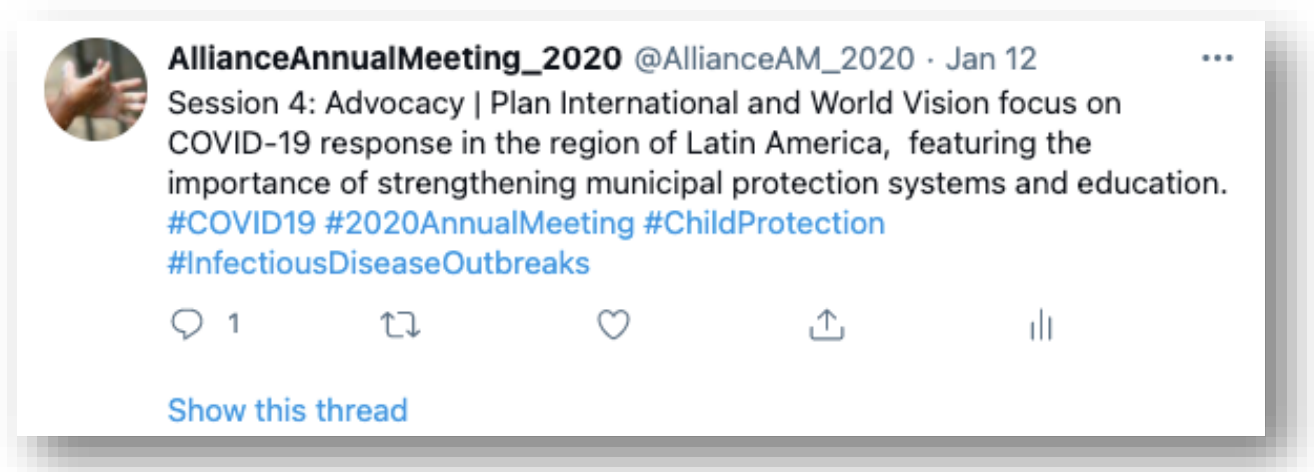 AllianceAnnualMeeting_2020 @AllianceAM_2020 · Jan 12
Session 4: Advocacy | Plan International and World Vision focus on
COVID-19 response in the region of Latin America,  featuring the
importance of strengthening municipal protection systems and education.
#COVID19 #2020AnnualMeeting #ChildProtection
#InfectiousDiseaseOutbreaks
1
Show this thread